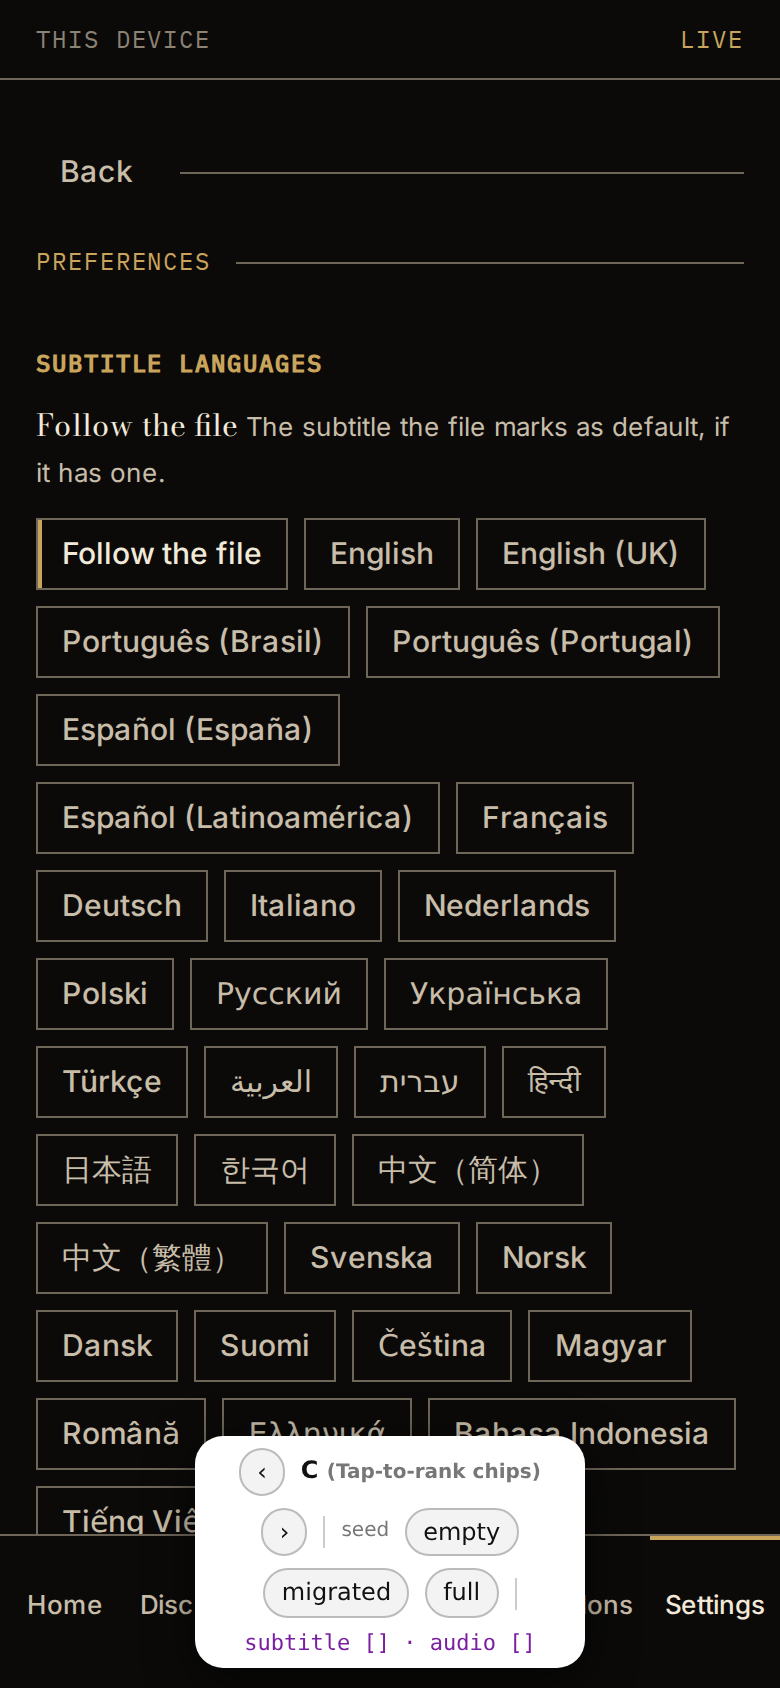 THIS DEVICE LIVE
Back
PREFERENCES
SUBTITLE LANGUAGES
Follow the file The subtitle the file marks as default, if
it has one.
Follow the file English English (UK)
Português (Brasil) Português (Portugal)
Español (España)
Español (Latinoamérica) Français
Deutsch Italiano Nederlands
Polski Русский Українська
Türkçe العربية עברית हिन्दी
日本語 한국어 中文（简体）
中文（繁體） Svenska Norsk
Dansk Suomi Čeština Magyar
Română Ελληνικά Bahasa Indonesia
Tiếng
‹ C (Tap-to-rank chips)
› seed empty
migrated full
subtitle [] · audio []
Home Settings